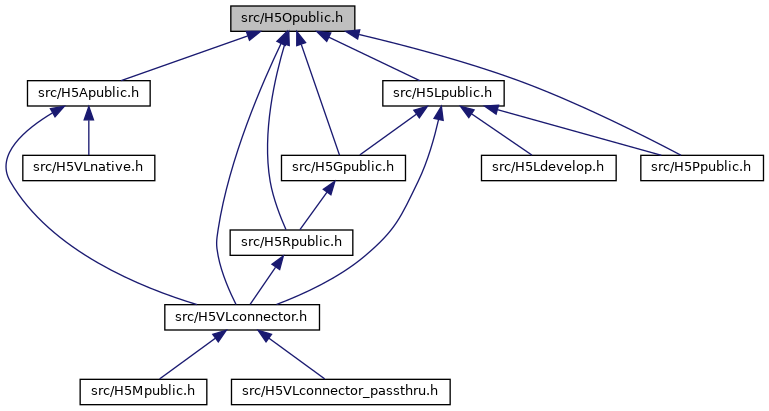 src/H5Opublic.h
src/H5Apublic.h
src/H5Lpublic.h
src/H5VLnative.h
src/H5Gpublic.h
src/H5Ldevelop.h
src/H5Ppublic.h
src/H5Rpublic.h
src/H5VLconnector.h
src/H5Mpublic.h
src/H5VLconnector_passthru.h